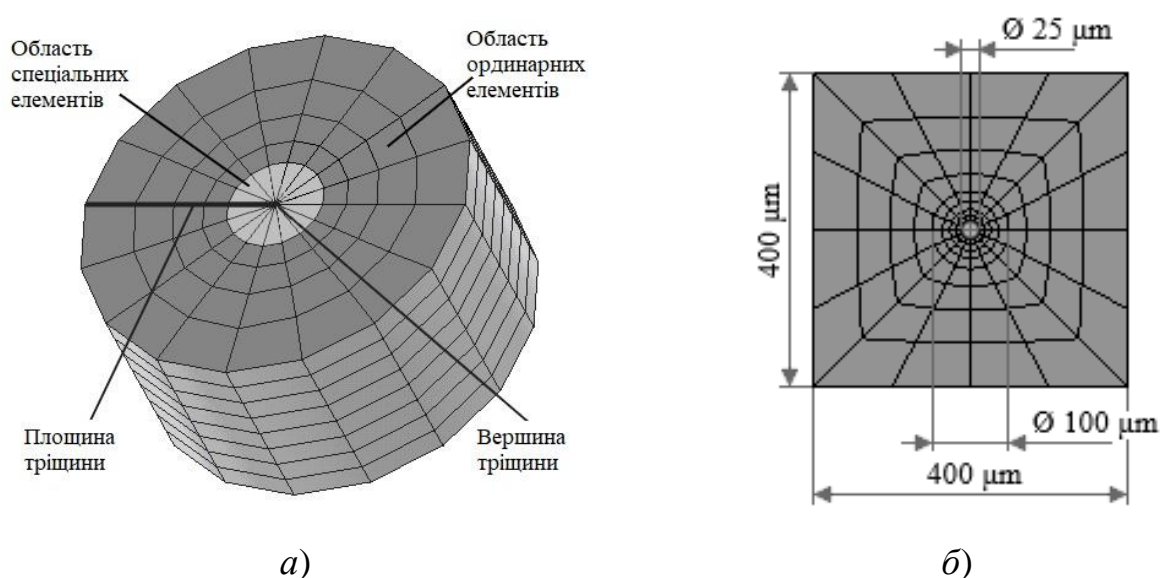 Область
спеціальних
елементів
Область
ординарних
елементів
Площина
тріщини
Вершина
тріщини
а)
Ø 25 µm
400 µm
Ø 100 µm
400 µm
б)